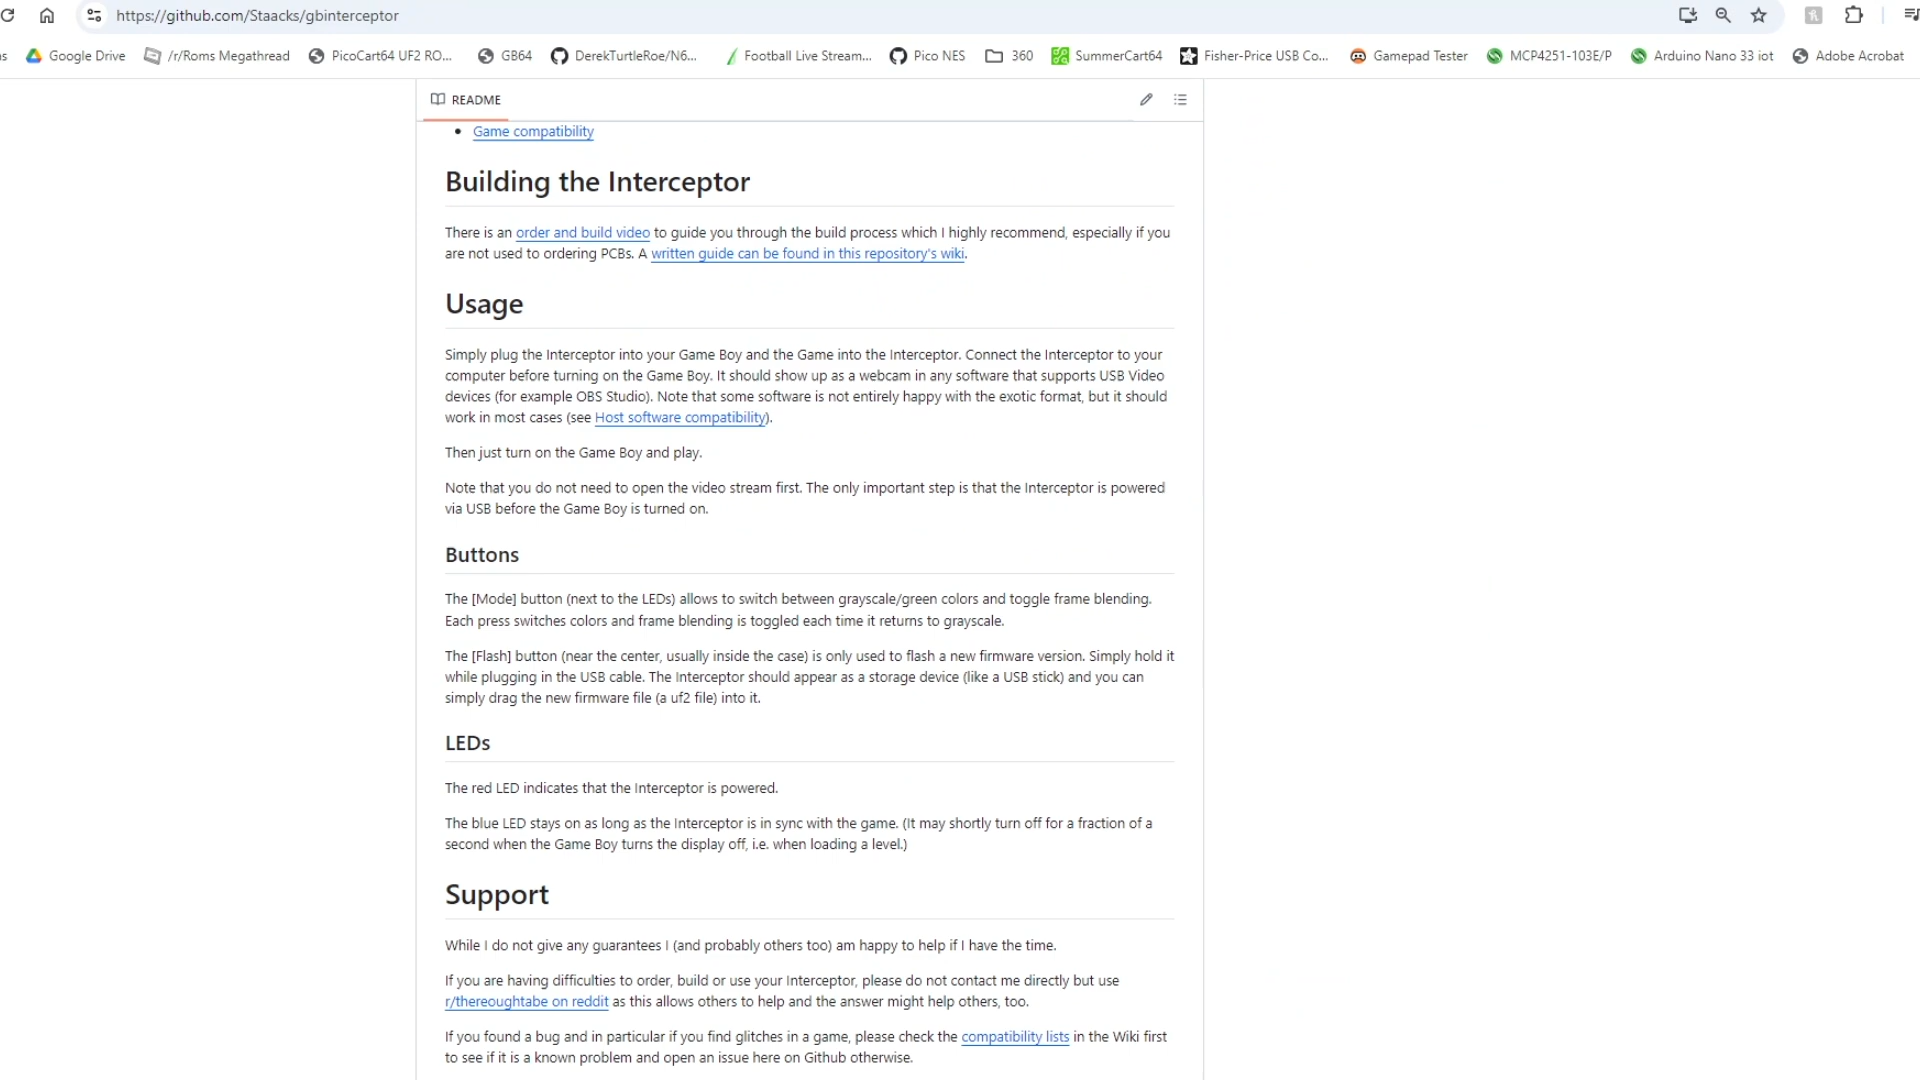 https://github.com/Staacks/gbinterceptor
Google Drive /r/Roms Megathread PicoCart64 UF2 RO... GB64 DerekTurtleRoe/N6... Football Live Stream... Pico NES 360 SummerCart64 Fisher-Price USB Co... Gamepad Tester MCP4251-103E/P Arduino Nano 33 iot Adobe Acrobat
README
Game compatibility
Building the Interceptor
There is an order and build video to guide you through the build process which I highly recommend, especially if you
are not used to ordering PCBs. A written guide can be found in this repository's wiki.
Usage
Simply plug the Interceptor into your Game Boy and the Game into the Interceptor. Connect the Interceptor to your
computer before turning on the Game Boy. It should show up as a webcam in any software that supports USB Video
devices (for example OBS Studio). Note that some software is not entirely happy with the exotic format, but it should
work in most cases (see Host software compatibility).
Then just turn on the Game Boy and play.
Note that you do not need to open the video stream first. The only important step is that the Interceptor is powered
via USB before the Game Boy is turned on.
Buttons
The [Mode] button (next to the LEDs) allows to switch between grayscale/green colors and toggle frame blending.
Each press switches colors and frame blending is toggled each time it returns to grayscale.
The [Flash] button (near the center, usually inside the case) is only used to flash a new firmware version. Simply hold it
while plugging in the USB cable. The Interceptor should appear as a storage device (like a USB stick) and you can
simply drag the new firmware file (a uf2 file) into it.
LEDs
The red LED indicates that the Interceptor is powered.
The blue LED stays on as long as the Interceptor is in sync with the game. (It may shortly turn off for a fraction of a
second when the Game Boy turns the display off, i.e. when loading a level.)
Support
While I do not give any guarantees I (and probably others too) am happy to help if I have the time.
If you are having difficulties to order, build or use your Interceptor, please do not contact me directly but use
r/thereoughtabe on reddit as this allows others to help and the answer might help others, too.
If you found a bug and in particular if you find glitches in a game, please check the compatibility lists in the Wiki first
to see if it is a known problem and open an issue here on Github otherwise.